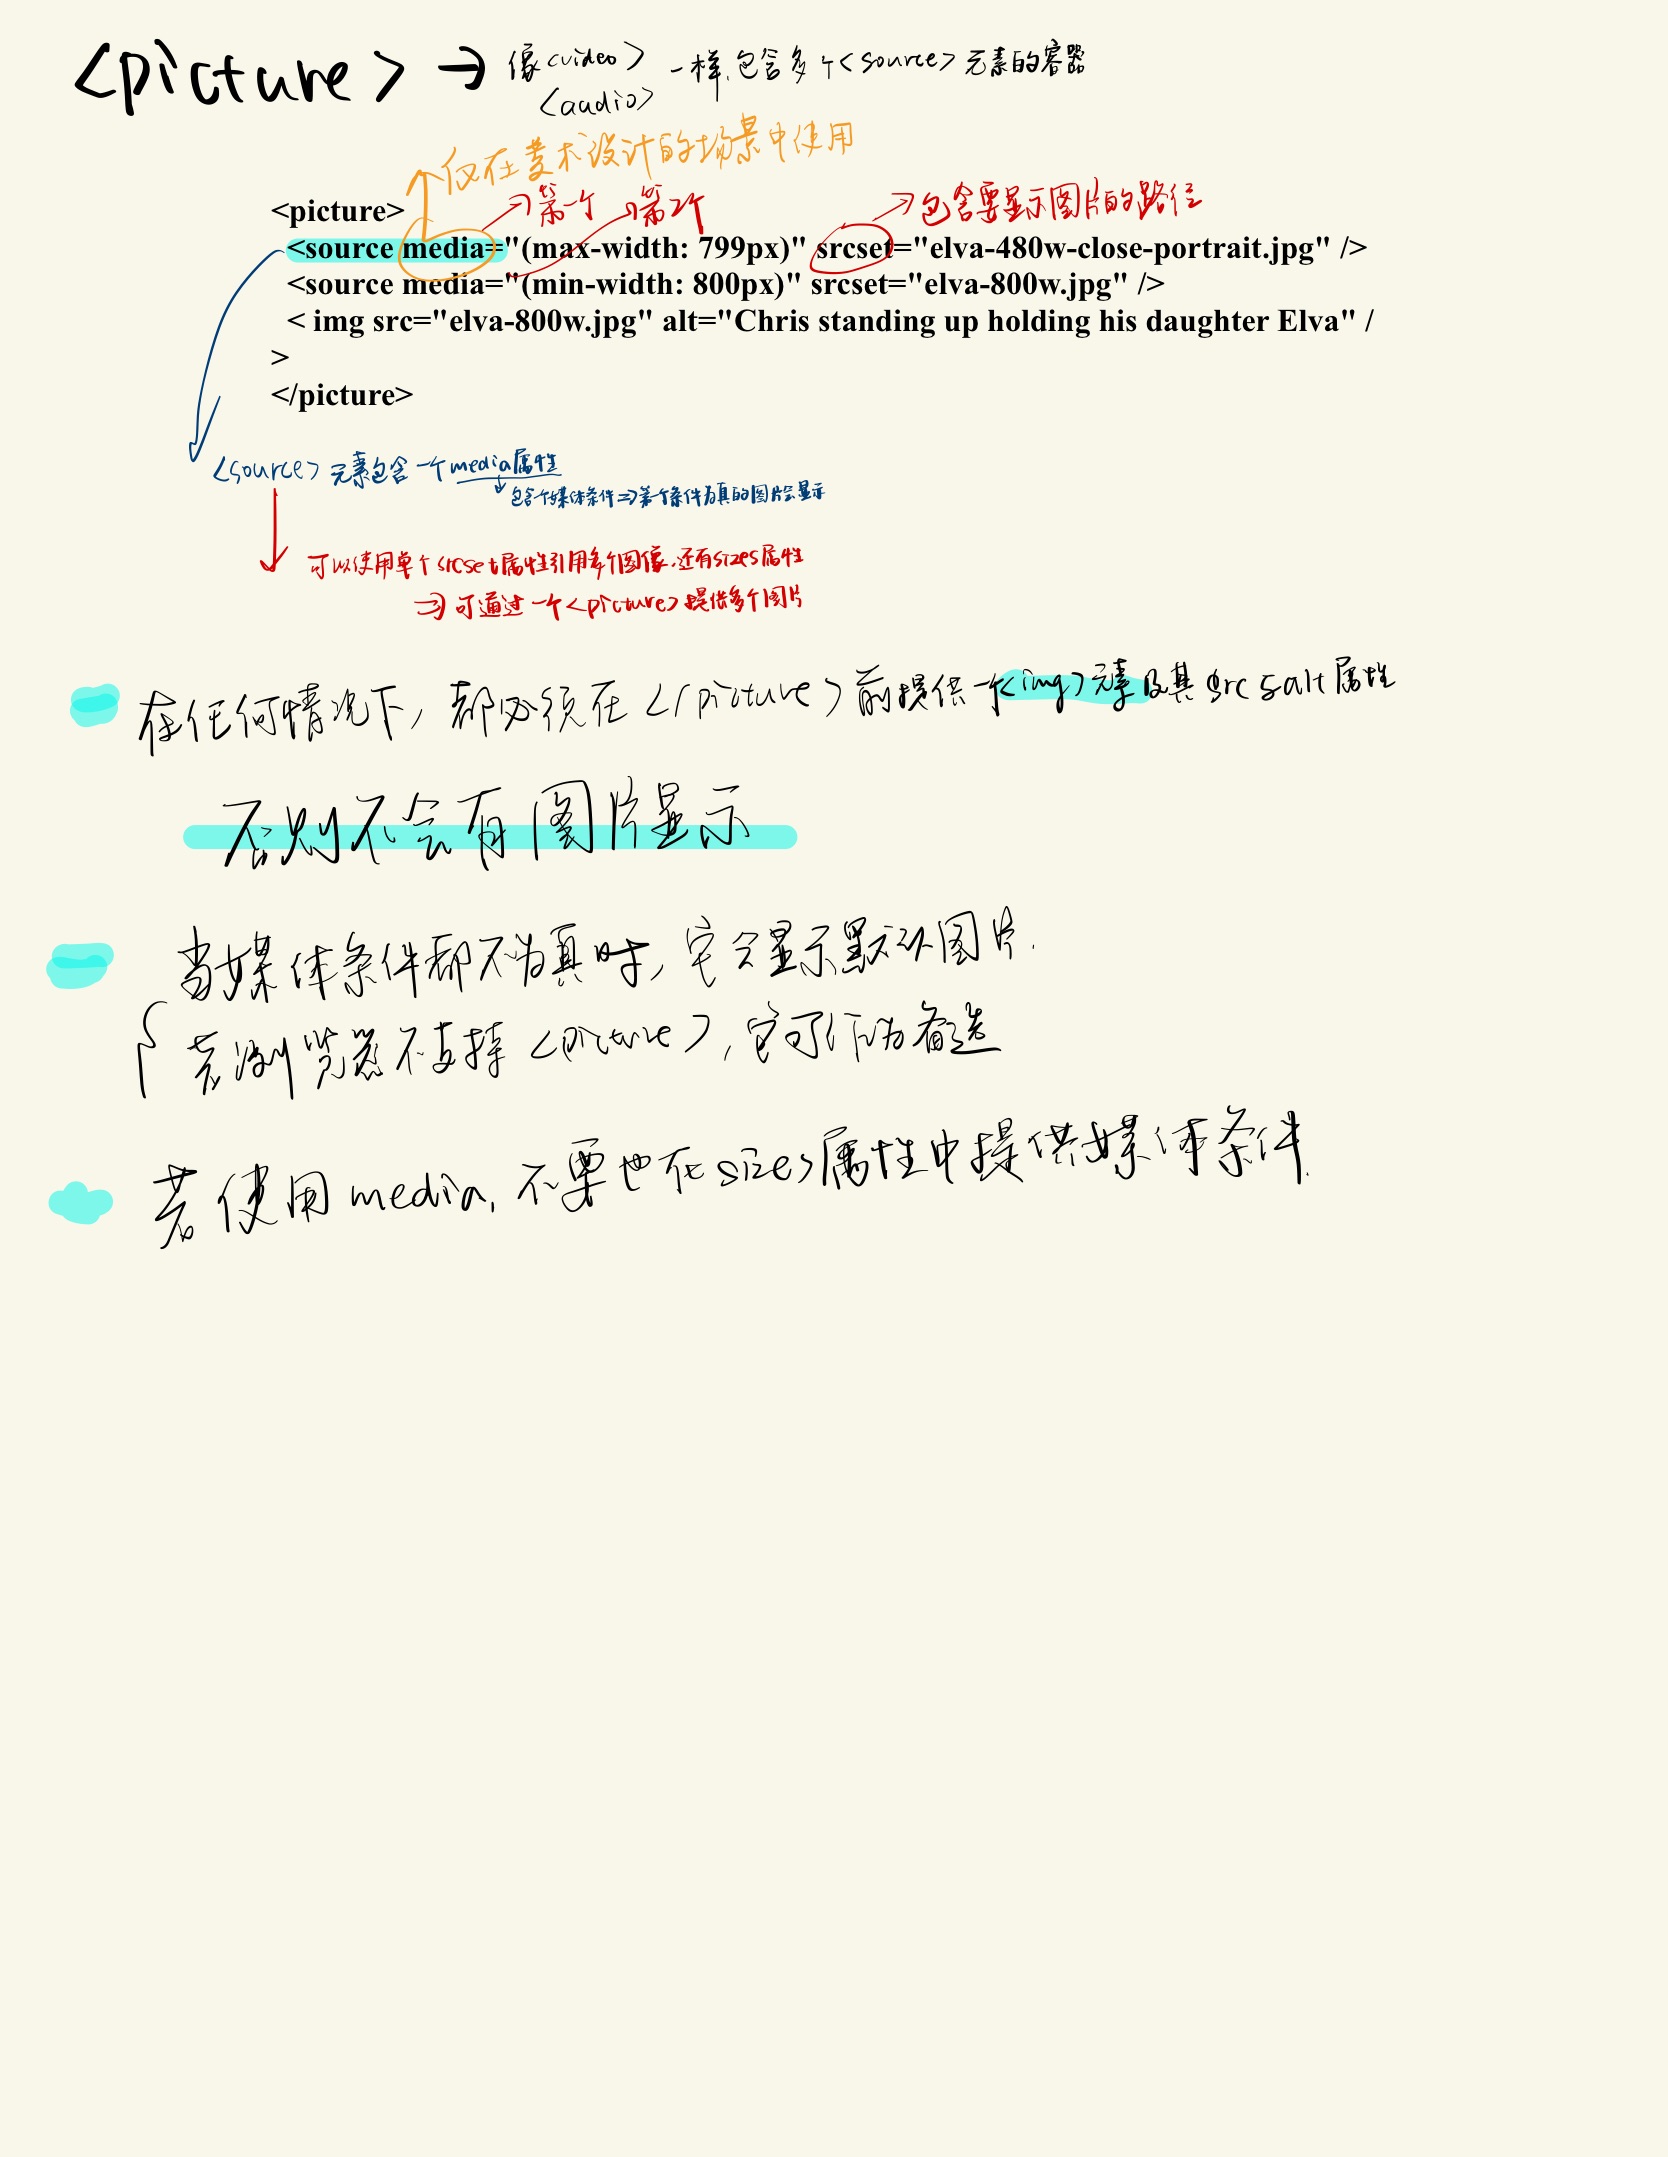 <picture> → 像<video> 一样,包含多个<source>元素的容器
<audio>
仅在美术设计的场景中使用
→第一个 →第2个 →包含要显示图片的路径
<picture>
<source media="(max-width: 799px)" srcset="elva-480w-close-portrait.jpg" />
<source media="(min-width: 800px)" srcset="elva-800w.jpg" />
< img src="elva-800w.jpg" alt="Chris standing up holding his daughter Elva" /
>
</picture>
<source>元素包含一个media属性
包含个媒体条件⇒第一个条件为真的图片会显示
可以使用单个srcset属性引用多个图像,还有sizes属性
⇒可通过一个<picture>提供多个图片
在任何情况下,都必须在</picture>前提供一个<img>元素及其src&alt属性
否则不会有图片显示
当媒体条件都不为真时,它会显示默认图片.
若浏览器不支持<picture>,它可作为备选
若使用media,不要也在sizes属性中提供媒体条件.